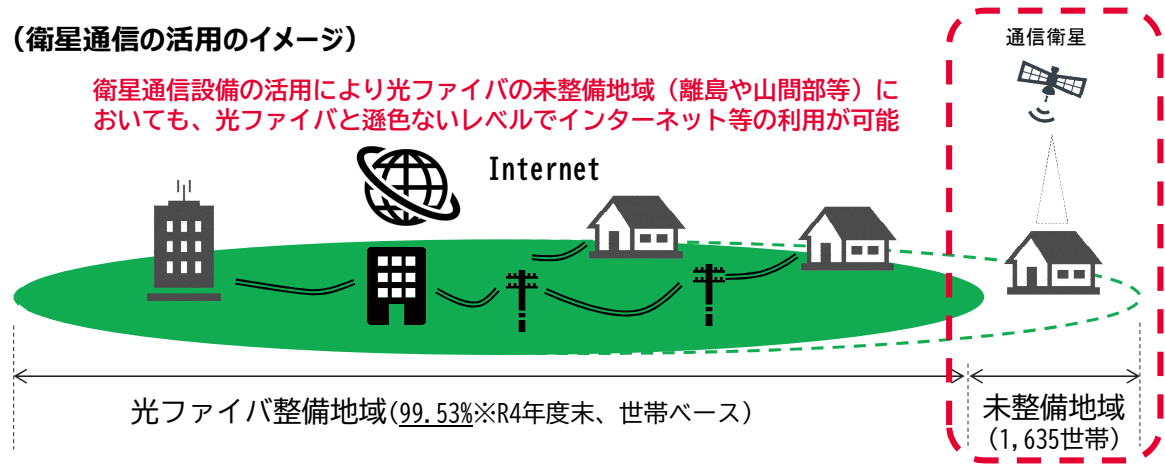 （衛星通信の活用のイメージ）
通信衛星
衛星通信設備の活用により光ファイバの未整備地域（離島や山間部等）に
おいても、光ファイバと遜色ないレベルでインターネット等の利用が可能
Internet
光ファイバ整備地域(99.53%※R4年度末、世帯ベース)
未整備地域
(1,635世帯)